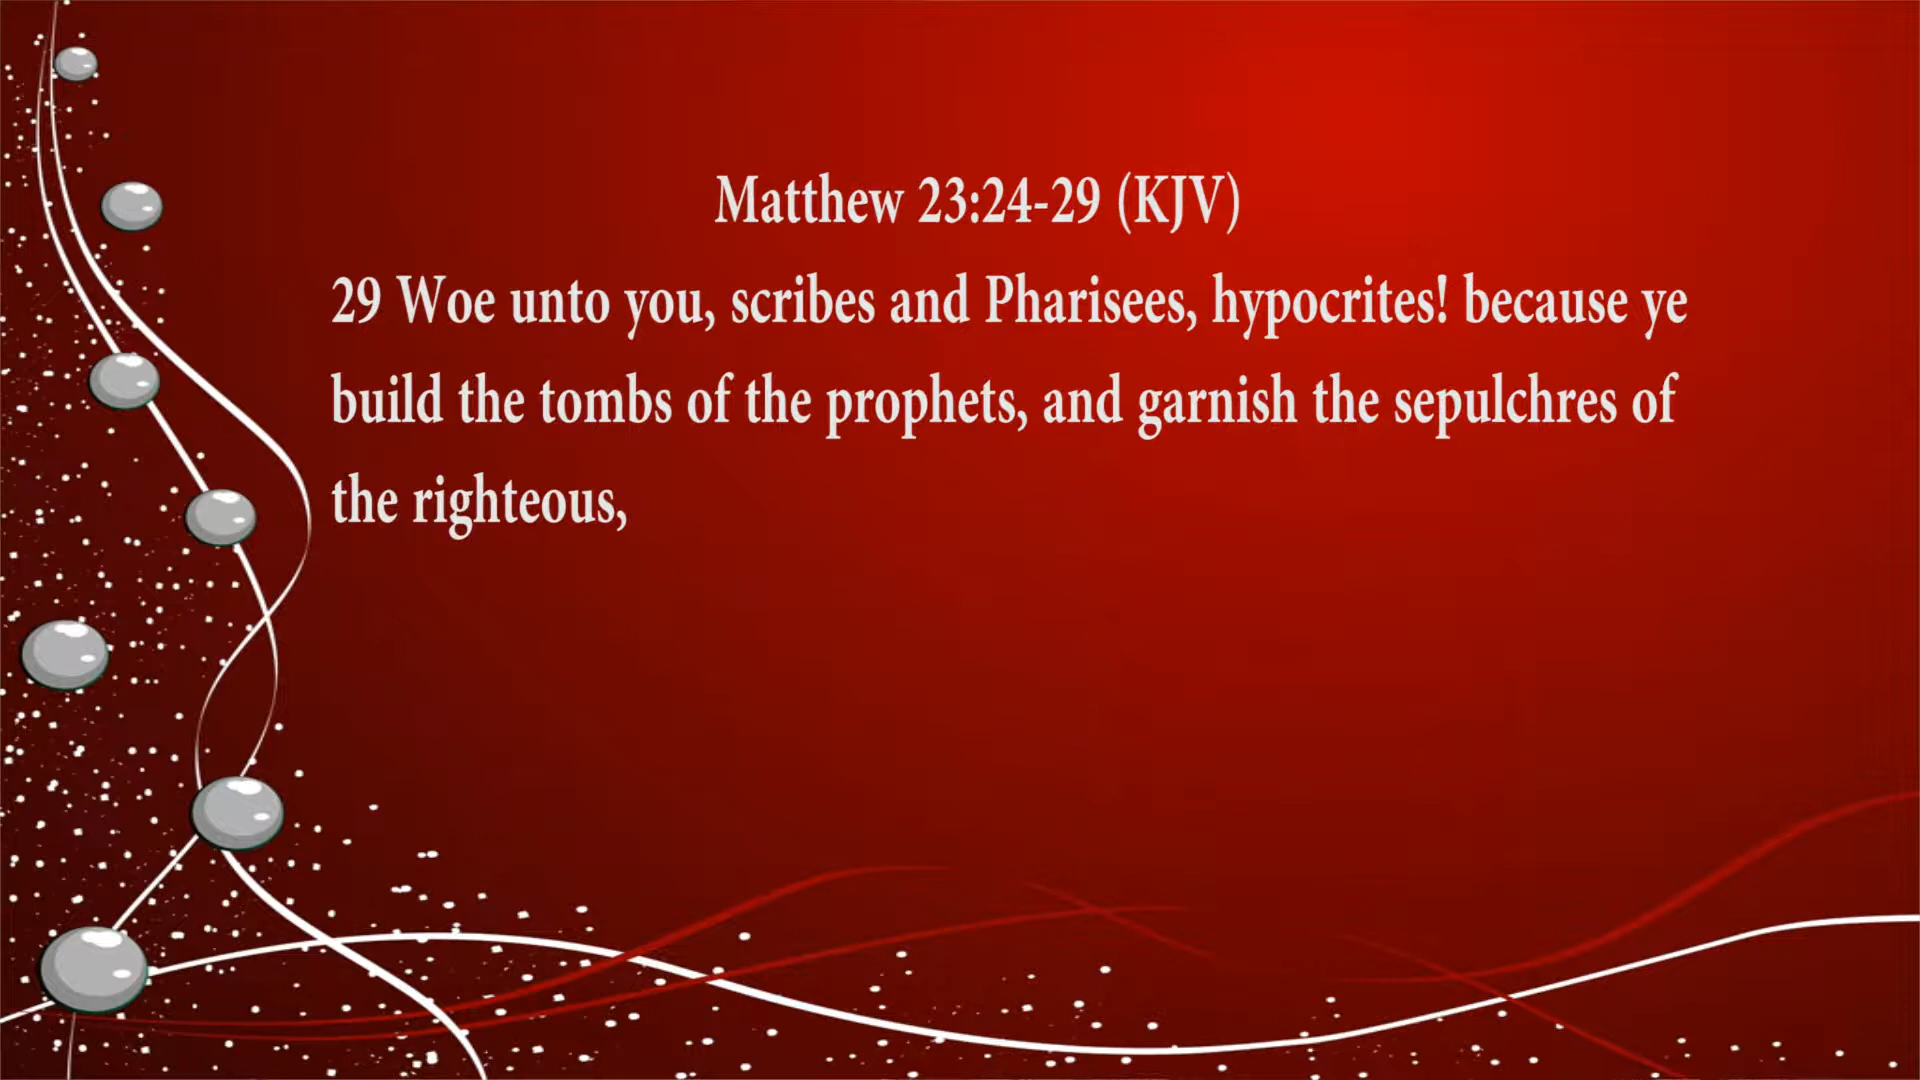 Matthew 23:24-29 (KJV)
29 Woe unto you, scribes and Pharisees, hypocrites! because ye
build the tombs of the prophets, and garnish the sepulchres of
the righteous,